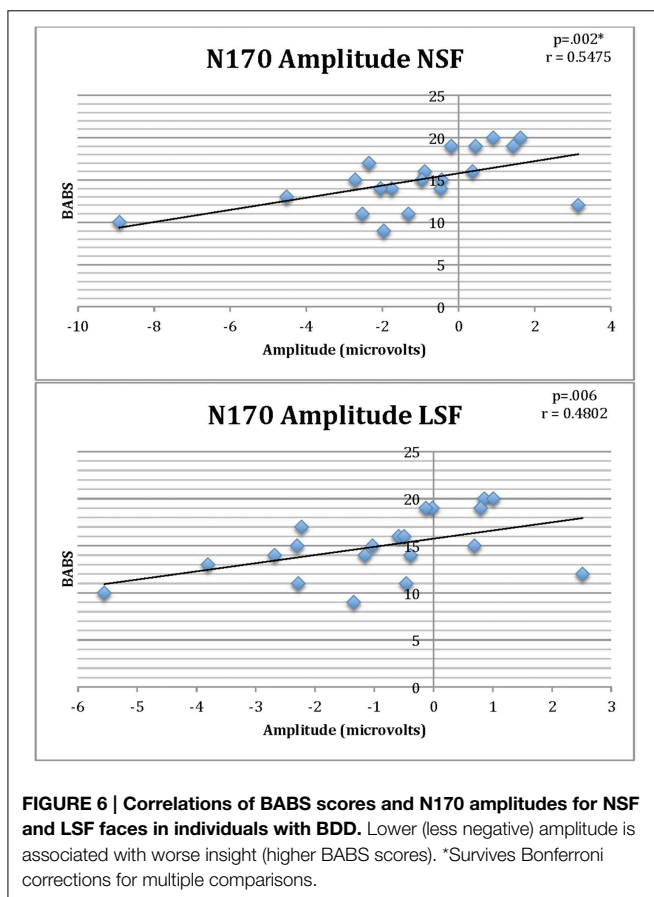 N170 Amplitude NSF
p=.002*
r = 0.5475
25
20
15
10
5
0
BABS
-10 -8 -6 -4 -2 0 2 4
Amplitude (microvolts)
N170 Amplitude LSF
p=.006
r = 0.4802
25
20
15
10
5
0
BABS
-6 -5 -4 -3 -2 -1 0 1 2 3
Amplitude (microvolts)
FIGURE 6 | Correlations of BABS scores and N170 amplitudes for NSF
and LSF faces in individuals with BDD. Lower (less negative) amplitude is
associated with worse insight (higher BABS scores). *Survives Bonferroni
corrections for multiple comparisons.